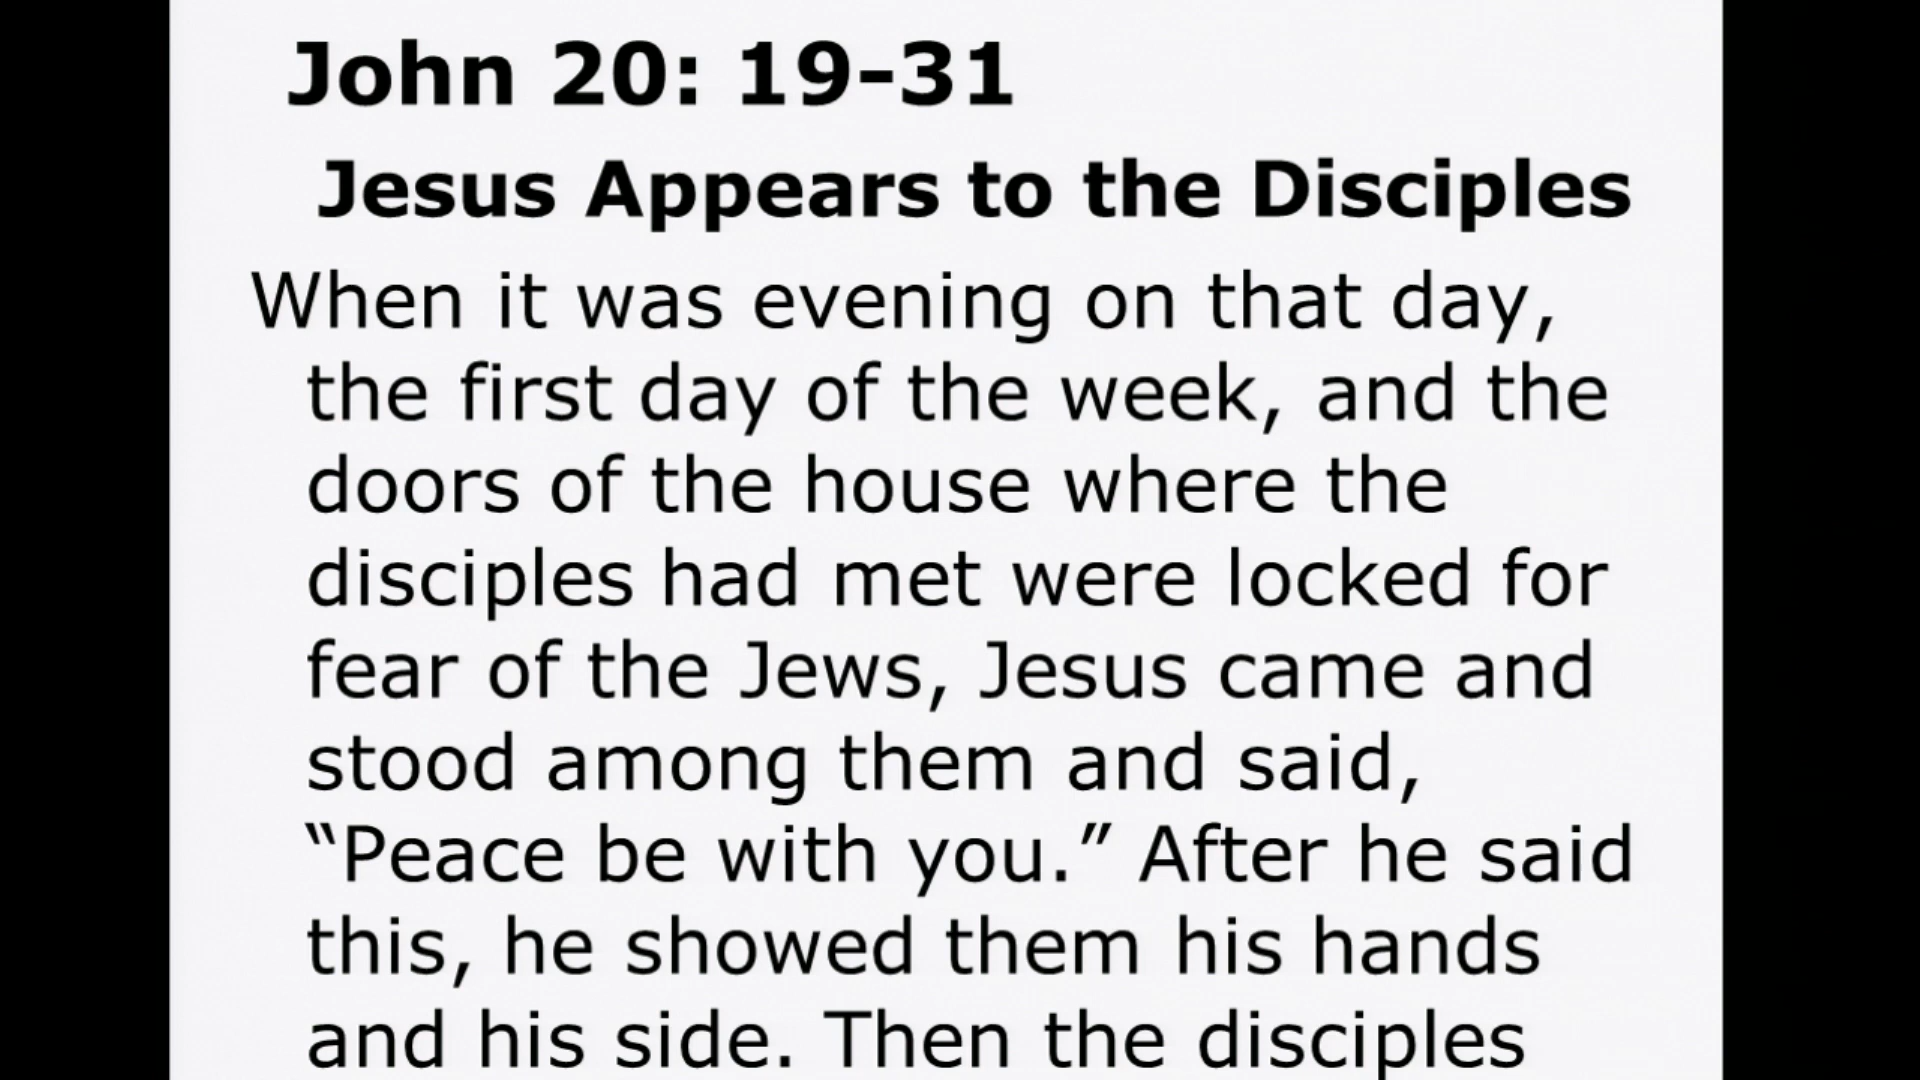 John 20: 19-31
Jesus Appears to the Disciples
When it was evening on that day,
the first day of the week, and the
doors of the house where the
disciples had met were locked for
fear of the Jews, Jesus came and
stood among them and said,
“Peace be with you.” After he said
this, he showed them his hands
and his side. Then the disciples